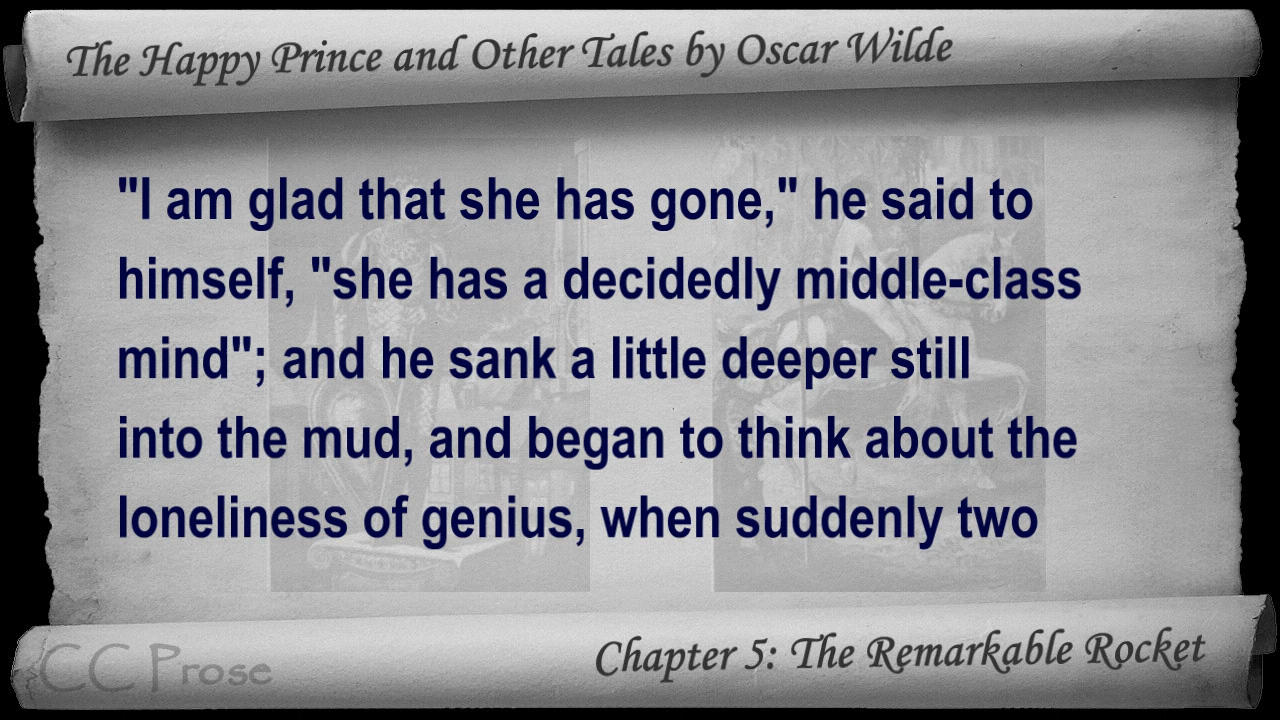 The Happy Prince and Other Tales by Oscar Wilde
"I am glad that she has gone," he said to
himself, "she has a decidedly middle-class
mind"; and he sank a little deeper still
into the mud, and began to think about the
loneliness of genius, when suddenly two
CC Prose
Chapter 5: The Remarkable Rocket